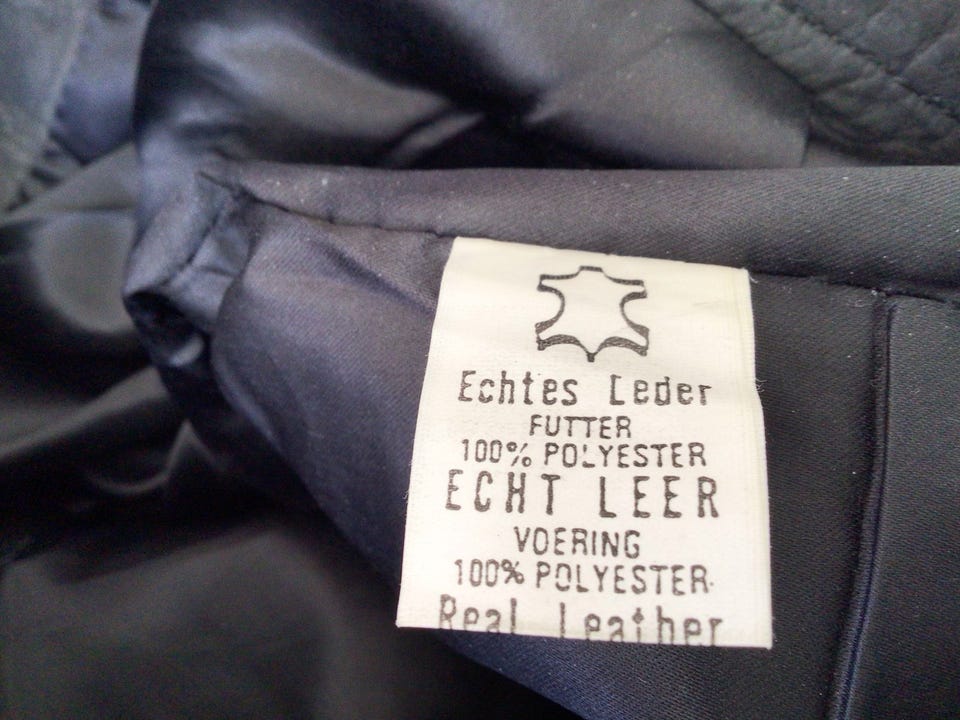 Echtes Leder
FUTTER
100% POLYESTER
ECHT LEER
VOERING
100% POLYESTER
Real Leather